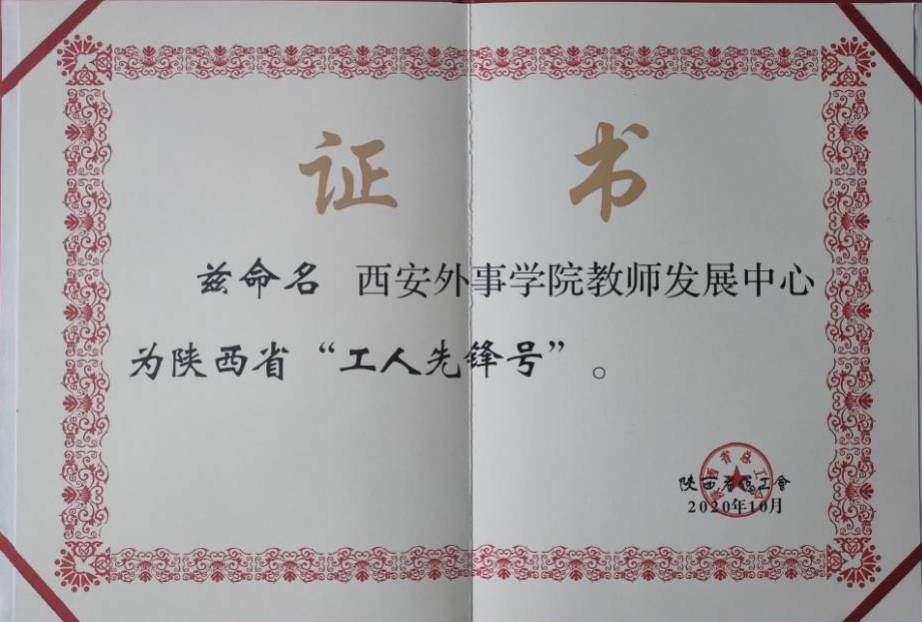 证书
兹命名 西安外事学院教师发展中心
为陕西省“工人先锋号”。
陕西省总工會
2020年10月